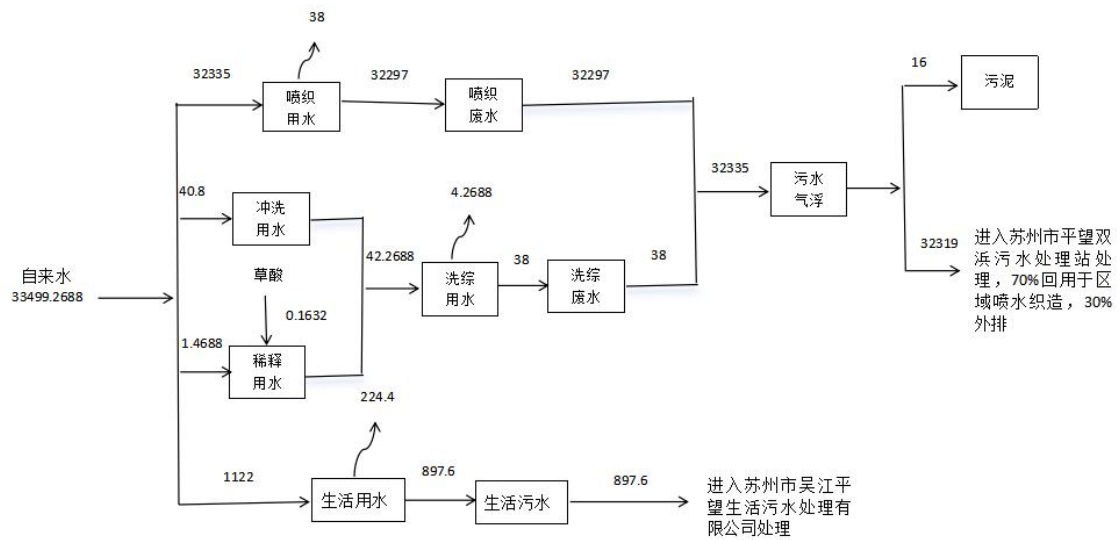 38
32335
32297
32297
16
喷织
用水
喷织
废水
污泥
32335
污水
气浮
40.8
冲洗
用水
4.2688
自来水
33499.2688
草酸
0.1632
42.2688
洗综
用水
38
洗综
废水
38
32319
进入苏州市平望双
浜污水处理站处
理，70%回用于区
域喷水织造，30%
外排
1.4688
稀释
用水
224.4
1122
生活用水
897.6
生活污水
897.6
进入苏州市吴江平
望生活污水处理有
限公司处理